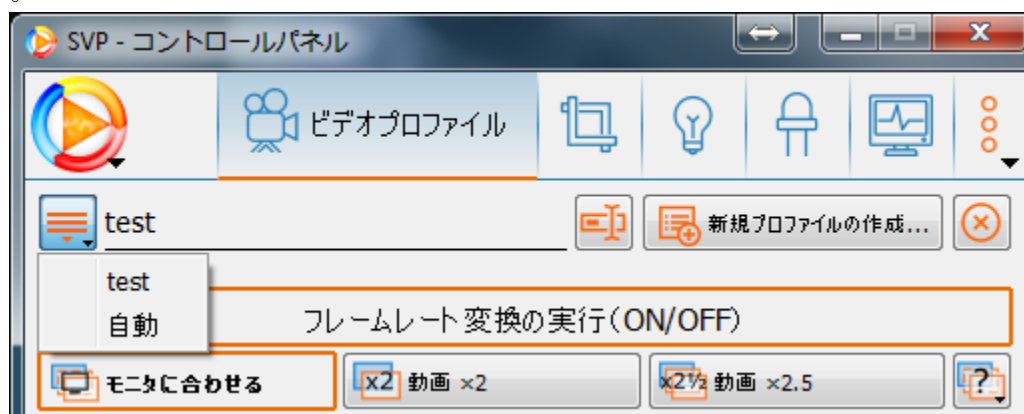 SVP - コントロールパネル
ビデオプロファイル
test
新規プロファイルの作成...
test
自動
フレームレート変換の実行(ON/OFF)
モニタに合わせる
x2 動画 ×2
x2½ 動画 ×2.5
?